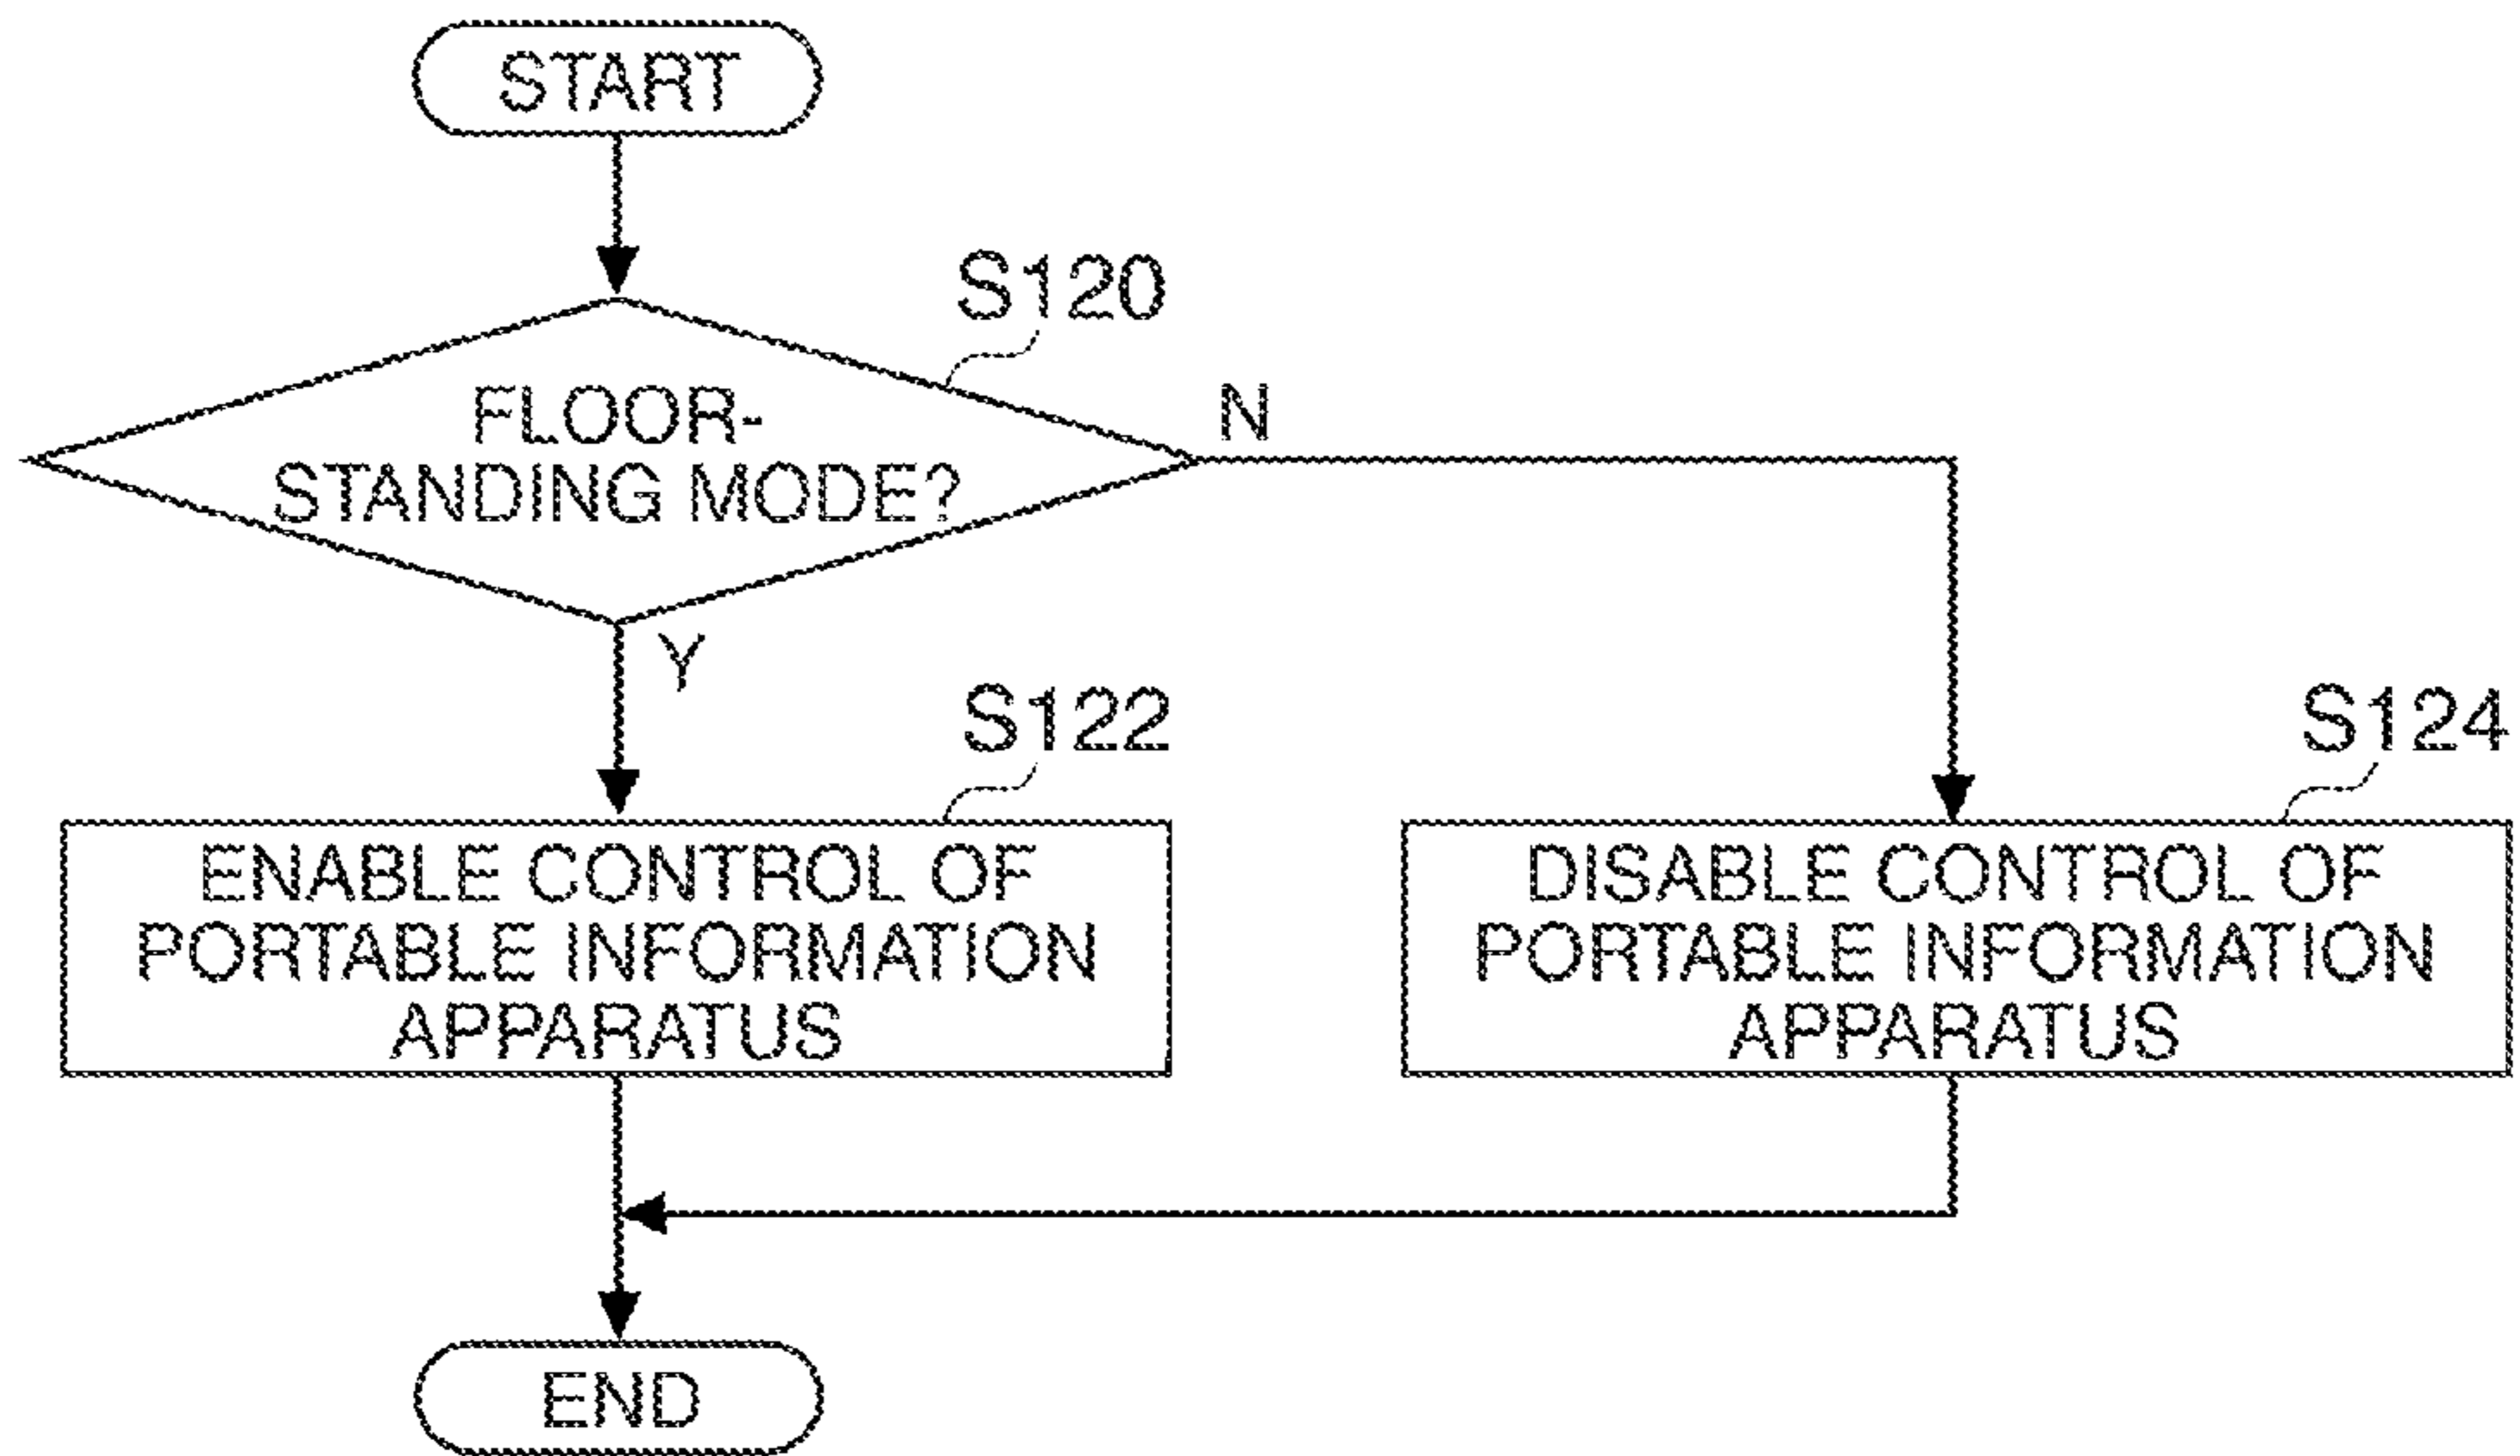 START
S120
FLOOR-
STANDING MODE?
N
Y
S122
S124
ENABLE CONTROL OF
PORTABLE INFORMATION
APPARATUS
DISABLE CONTROL OF
PORTABLE INFORMATION
APPARATUS
END